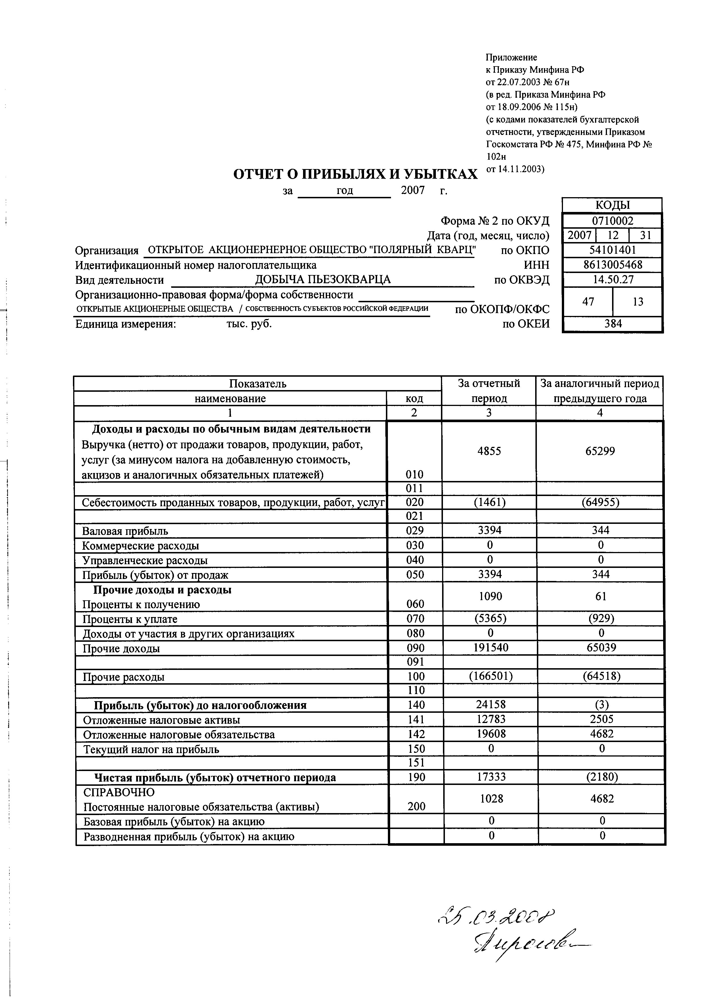 Приложение
к Приказу Минфина РФ
от 22.07.2003 № 67н
(в ред. Приказа Минфина РФ
от 18.09.2006 № 115н)
(с кодами показателей бухгалтерской
отчетности, утвержденными Приказом
Госкомстата РФ № 475, Минфина РФ №
102н
от 14.11.2003)
ОТЧЕТ О ПРИБЫЛЯХ И УБЫТКАХ
за год 2007 г.
КОДЫ
Форма № 2 по ОКУД 0710002
Дата (год, месяц, число) 2007 12 31
Организация ОТКРЫТОЕ АКЦИОНЕРНЕРНОЕ ОБЩЕСТВО "ПОЛЯРНЫЙ КВАРЦ" по ОКПО 54101401
Идентификационный номер налогоплательщика ИНН 8613005468
Вид деятельности ДОБЫЧА ПЬЕЗОКВАРЦА по ОКВЭД 14.50.27
Организационно-правовая форма/форма собственности
ОТКРЫТЫЕ АКЦИОНЕРНЫЕ ОБЩЕСТВА / СОБСТВЕННОСТЬ СУБЪЕКТОВ РОССИЙСКОЙ ФЕДЕРАЦИИ по ОКОПФ/ОКФС 47 13
Единица измерения: тыс. руб. по ОКЕИ 384
Показатель За отчетный За аналогичный период
наименование код период предыдущего года
1 2 3 4
Доходы и расходы по обычным видам деятельности
Выручка (нетто) от продажи товаров, продукции, работ, 4855 65299
услуг (за минусом налога на добавленную стоимость,
акцизов и аналогичных обязательных платежей) 010
011
Себестоимость проданных товаров, продукции, работ, услуг 020 (1461) (64955)
021
Валовая прибыль 029 3394 344
Коммерческие расходы 030 0 0
Управленческие расходы 040 0 0
Прибыль (убыток) от продаж 050 3394 344
Прочие доходы и расходы
Проценты к получению 060 1090 61
Проценты к уплате 070 (5365) (929)
Доходы от участия в других организациях 080 0 0
Прочие доходы 090 191540 65039
091
Прочие расходы 100 (166501) (64518)
110
Прибыль (убыток) до налогообложения 140 24158 (3)
Отложенные налоговые активы 141 12783 2505
Отложенные налоговые обязательства 142 19608 4682
Текущий налог на прибыль 150 0 0
151
Чистая прибыль (убыток) отчетного периода 190 17333 (2180)
СПРАВОЧНО
Постоянные налоговые обязательства (активы) 200 1028 4682
Базовая прибыль (убыток) на акцию 0 0
Разводненная прибыль (убыток) на акцию 0 0
25.03.2008